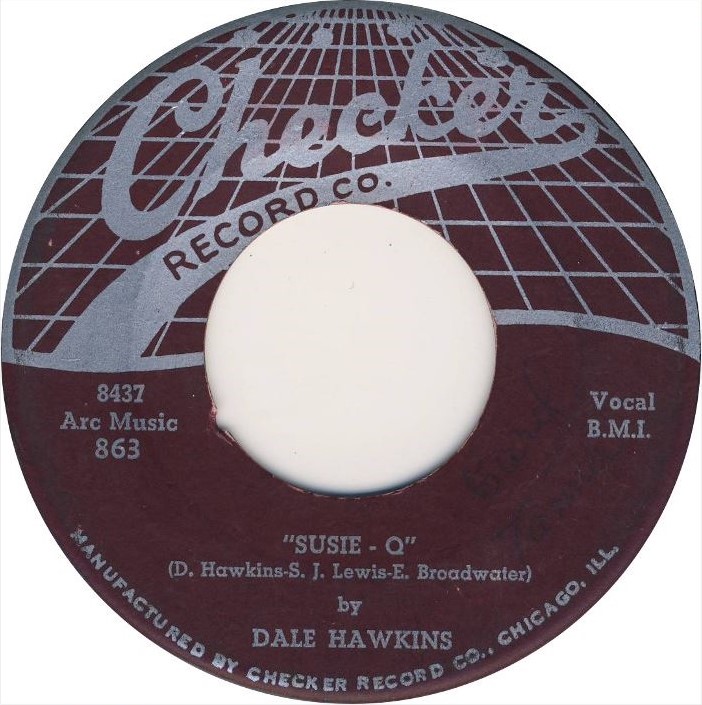 Checker
RECORD CO.
8437
Arc Music
863
Vocal
B.M.I.
"SUSIE - Q"
(D. Hawkins-S. J. Lewis-E. Broadwater)
by
DALE HAWKINS
MANUFACTURED BY CHECKER RECORD CO., CHICAGO, ILL.